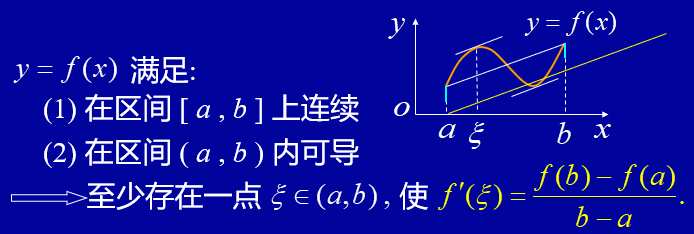 y = f(x) 满足:
(1) 在区间 [ a , b ] 上连续
(2) 在区间 ( a , b ) 内可导
至少存在一点 ξ ∈ (a,b) , 使 f′(ξ) = \frac{f(b) − f(a)}{b − a}.
y
y = f(x)
o a ξ b x